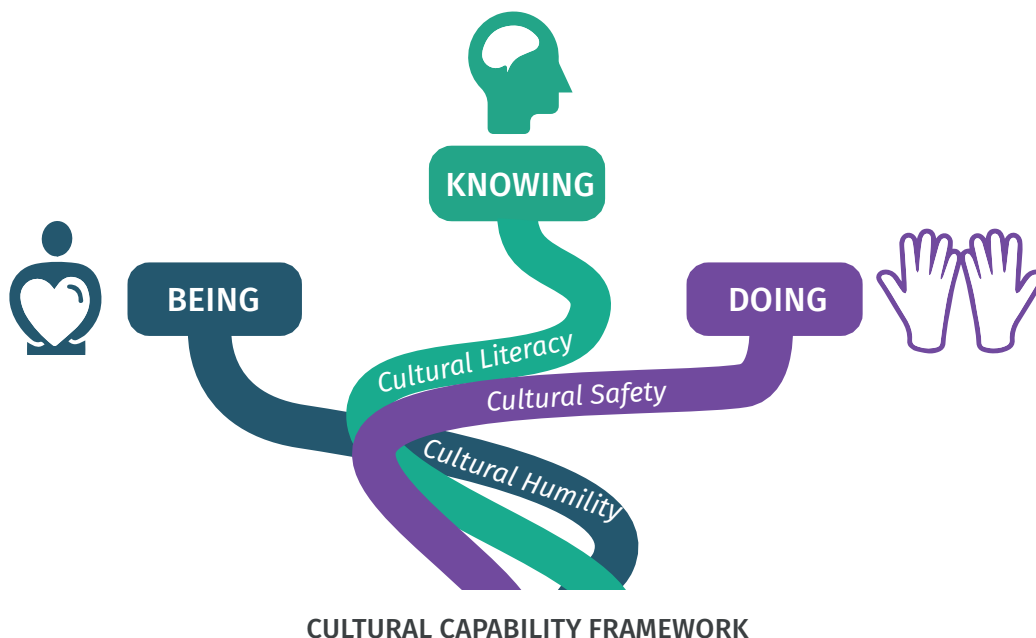 KNOWING
BEING
DOING
Cultural Literacy
Cultural Safety
Cultural Humility
CULTURAL CAPABILITY FRAMEWORK